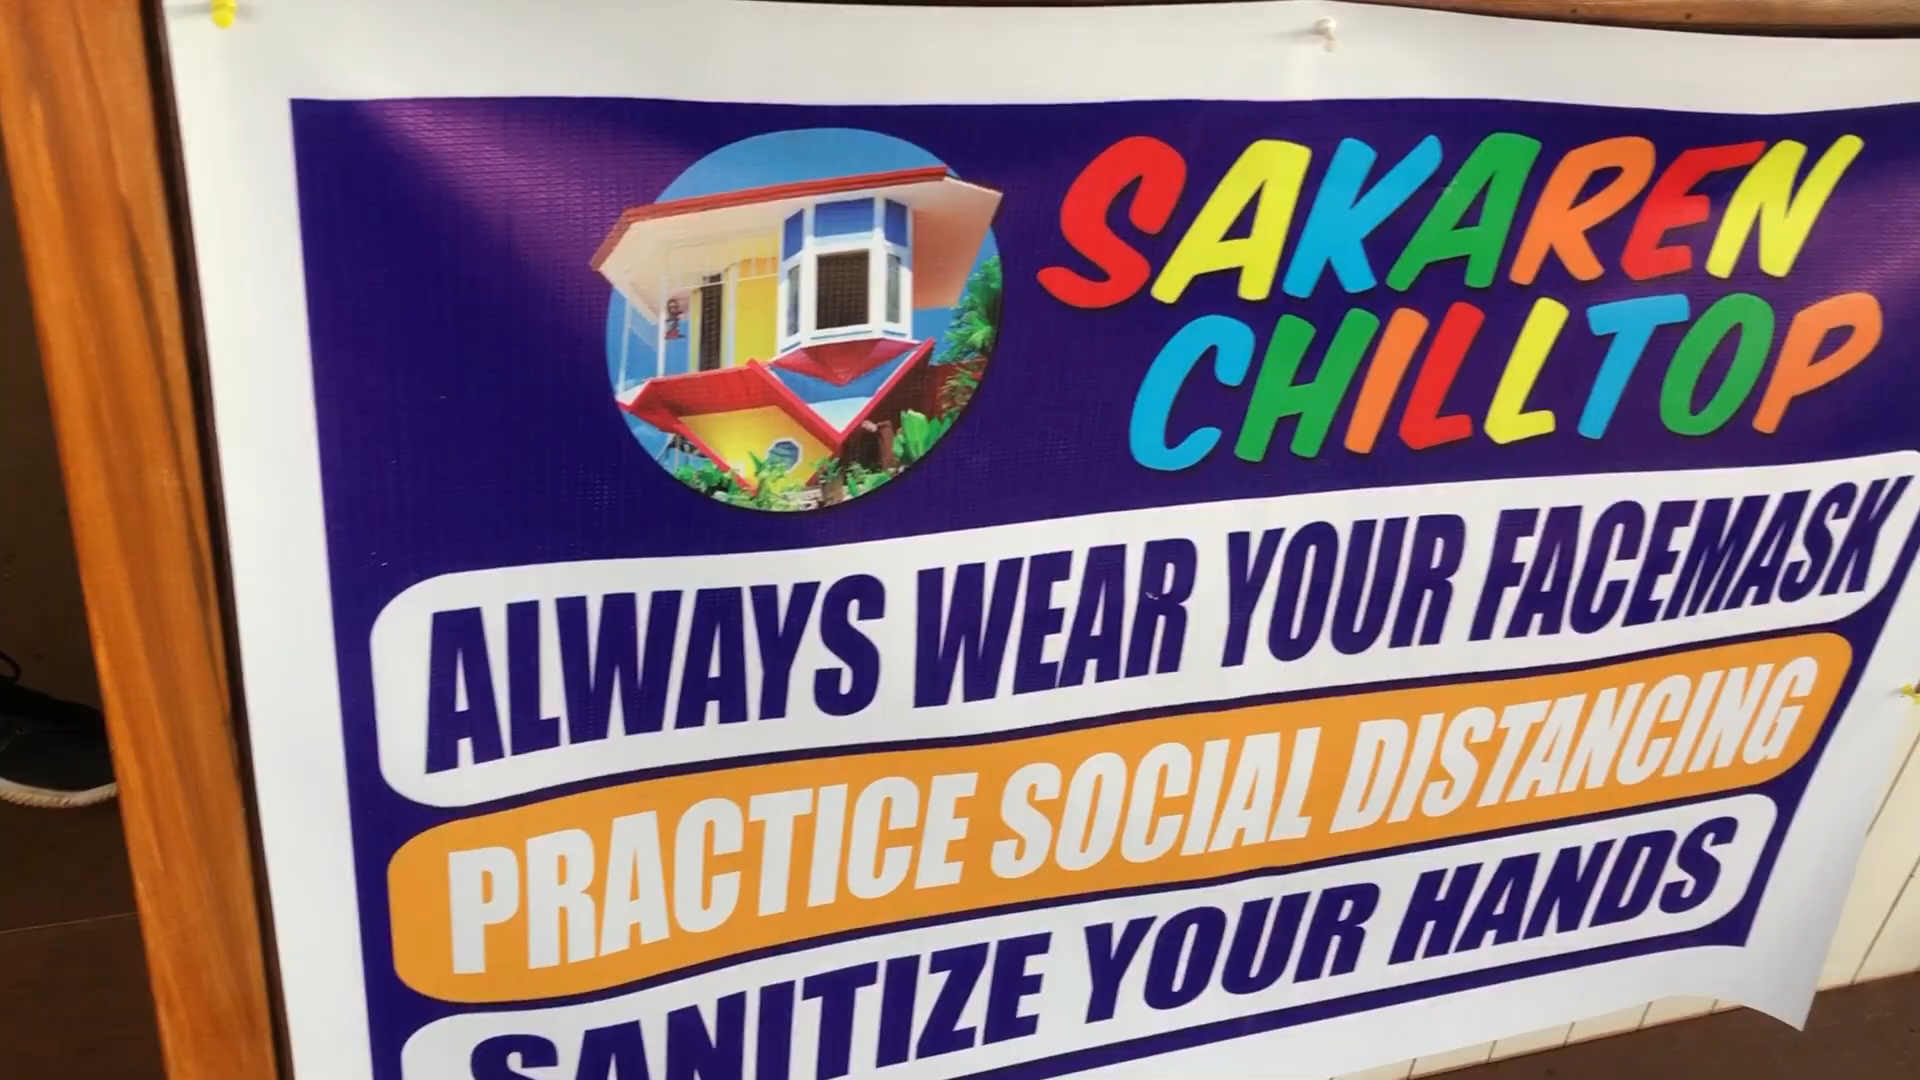 SAKAREN
CHILLTOP
ALWAYS WEAR YOUR FACEMASK
PRACTICE SOCIAL DISTANCING
SANITIZE YOUR HANDS